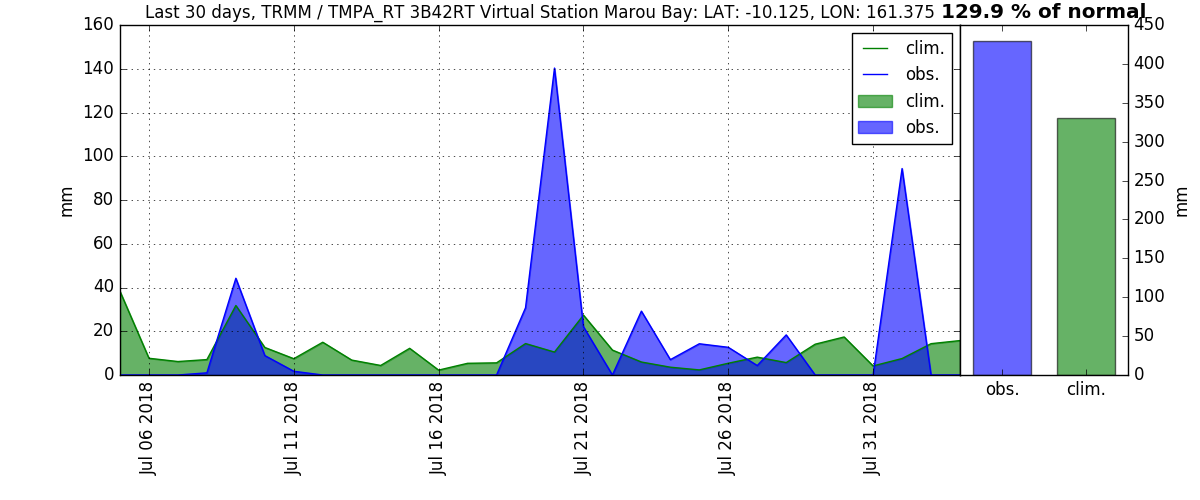 Last 30 days, TRMM / TMPA_RT 3B42RT Virtual Station Marou Bay: LAT: -10.125, LON: 161.375 129.9 % of normal
160
140
120
100
80
60
40
20
0
mm
clim.
obs.
clim.
obs.
450
400
350
300
250
200
150
100
50
0
mm
Jul 06 2018
Jul 11 2018
Jul 16 2018
Jul 21 2018
Jul 26 2018
Jul 31 2018
obs. clim.